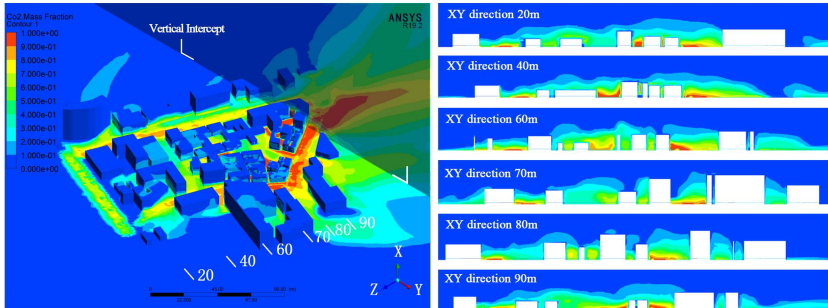 Co2.Mass Fraction
Contour 1
1.000e+00
9.000e-01
8.000e-01
7.000e-01
6.000e-01
5.000e-01
4.000e-01
3.000e-01
2.000e-01
1.000e-01
0.000e+00
Vertical Intercept
ANSYS
R19.2
20
40
60
70
80
90
X
Z
Y
XY direction 20m
XY direction 40m
XY direction 60m
XY direction 70m
XY direction 80m
XY direction 90m